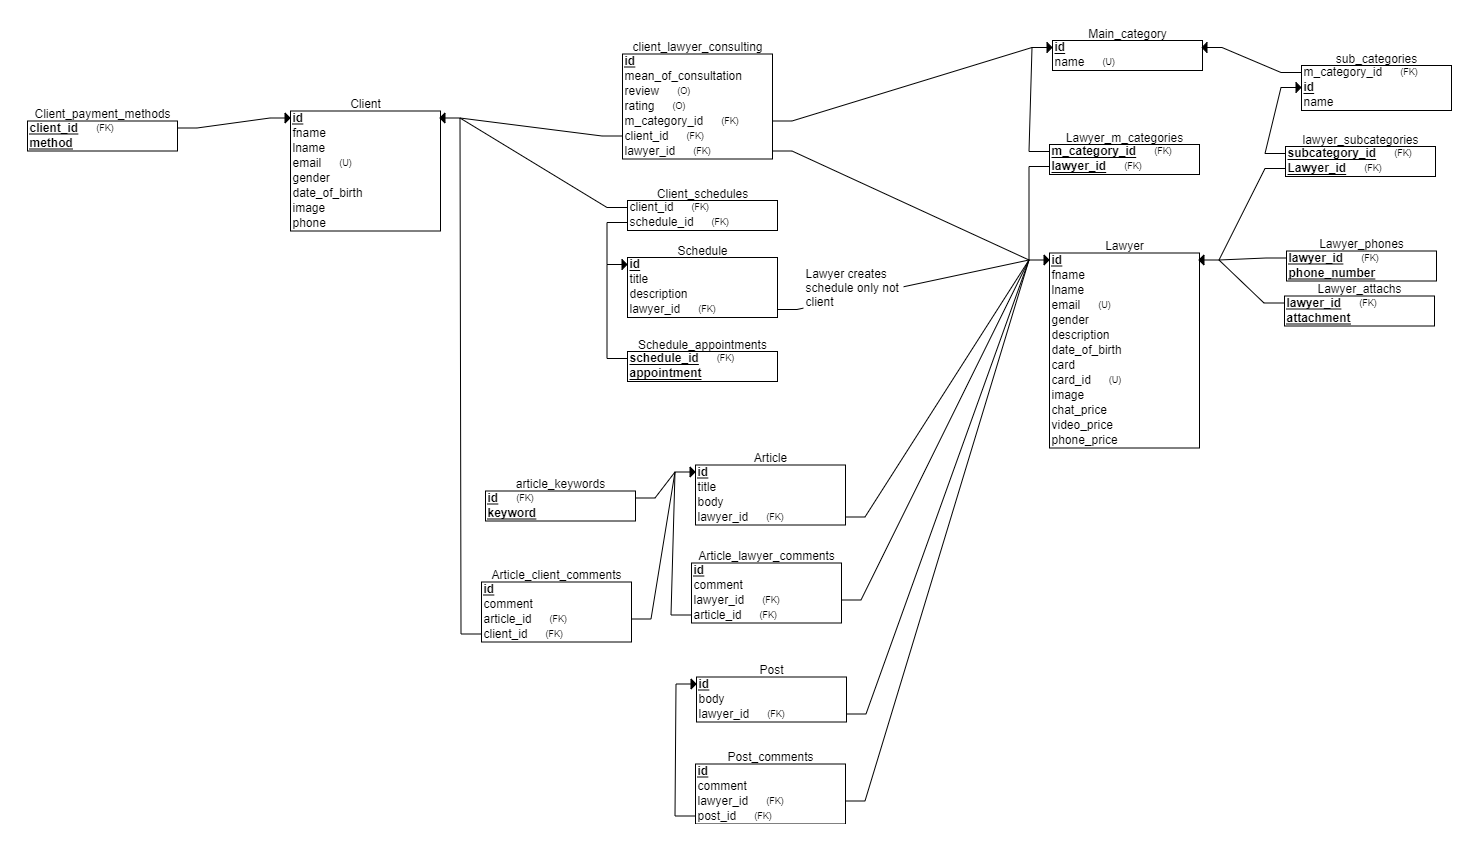 Client_payment_methods
client_id (FK)
method
Client
id
fname
lname
email (U)
gender
date_of_birth
image
phone
client_lawyer_consulting
id
mean_of_consultation
review (O)
rating (O)
m_category_id (FK)
client_id (FK)
lawyer_id (FK)
Client_schedules
client_id (FK)
schedule_id (FK)
Schedule
id
title
description
lawyer_id (FK)
Lawyer creates
schedule only not
client
Schedule_appointments
schedule_id (FK)
appointment
article_keywords
id (FK)
keyword
Article
id
title
body
lawyer_id (FK)
Article_client_comments
id
comment
article_id (FK)
client_id (FK)
Article_lawyer_comments
id
comment
lawyer_id (FK)
article_id (FK)
Post
id
body
lawyer_id (FK)
Post_comments
id
comment
lawyer_id (FK)
post_id (FK)
Main_category
id
name (U)
sub_categories
m_category_id (FK)
id
name
Lawyer_m_categories
m_category_id (FK)
lawyer_id (FK)
lawyer_subcategories
subcategory_id (FK)
Lawyer_id (FK)
Lawyer
id
fname
lname
email (U)
gender
description
date_of_birth
card
card_id (U)
image
chat_price
video_price
phone_price
Lawyer_phones
lawyer_id (FK)
phone_number
Lawyer_attachs
lawyer_id (FK)
attachment